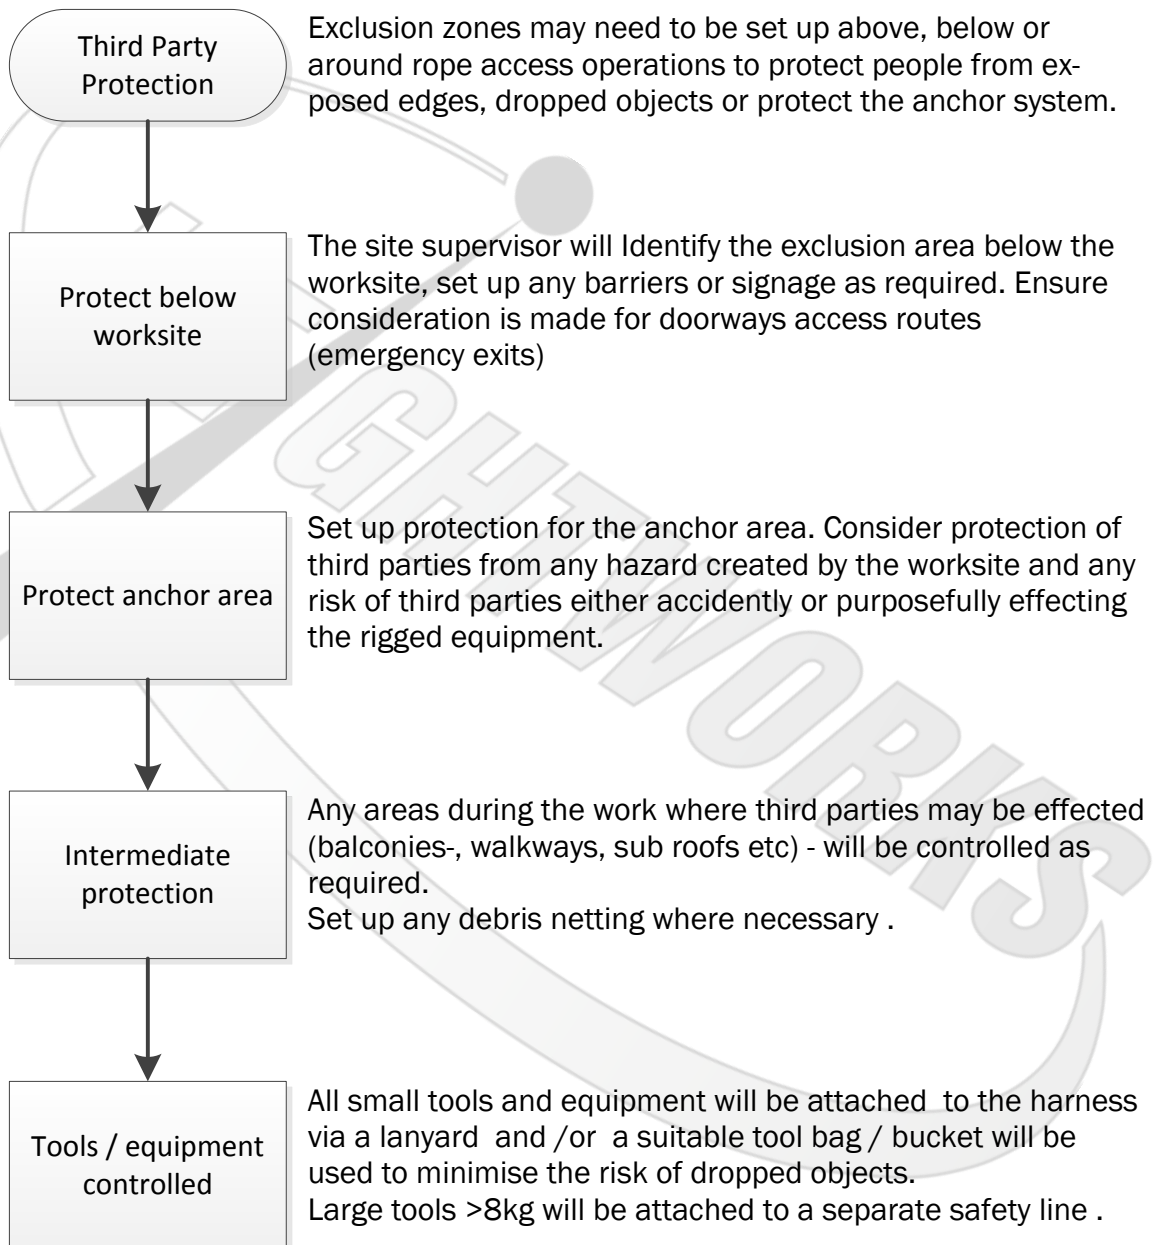 Third Party
Protection
Exclusion zones may need to be set up above, below or
around rope access operations to protect people from ex-
posed edges, dropped objects or protect the anchor system.
Protect below
worksite
The site supervisor will Identify the exclusion area below the
worksite, set up any barriers or signage as required. Ensure
consideration is made for doorways access routes
(emergency exits)
Protect anchor area
Set up protection for the anchor area. Consider protection of
third parties from any hazard created by the worksite and any
risk of third parties either accidently or purposefully effecting
the rigged equipment.
Intermediate
protection
Any areas during the work where third parties may be effected
(balconies-, walkways, sub roofs etc) - will be controlled as
required.
Set up any debris netting where necessary .
Tools / equipment
controlled
All small tools and equipment will be attached  to the harness
via a lanyard  and /or  a suitable tool bag / bucket will be
used to minimise the risk of dropped objects.
Large tools >8kg will be attached to a separate safety line .
HIGHTWORKS